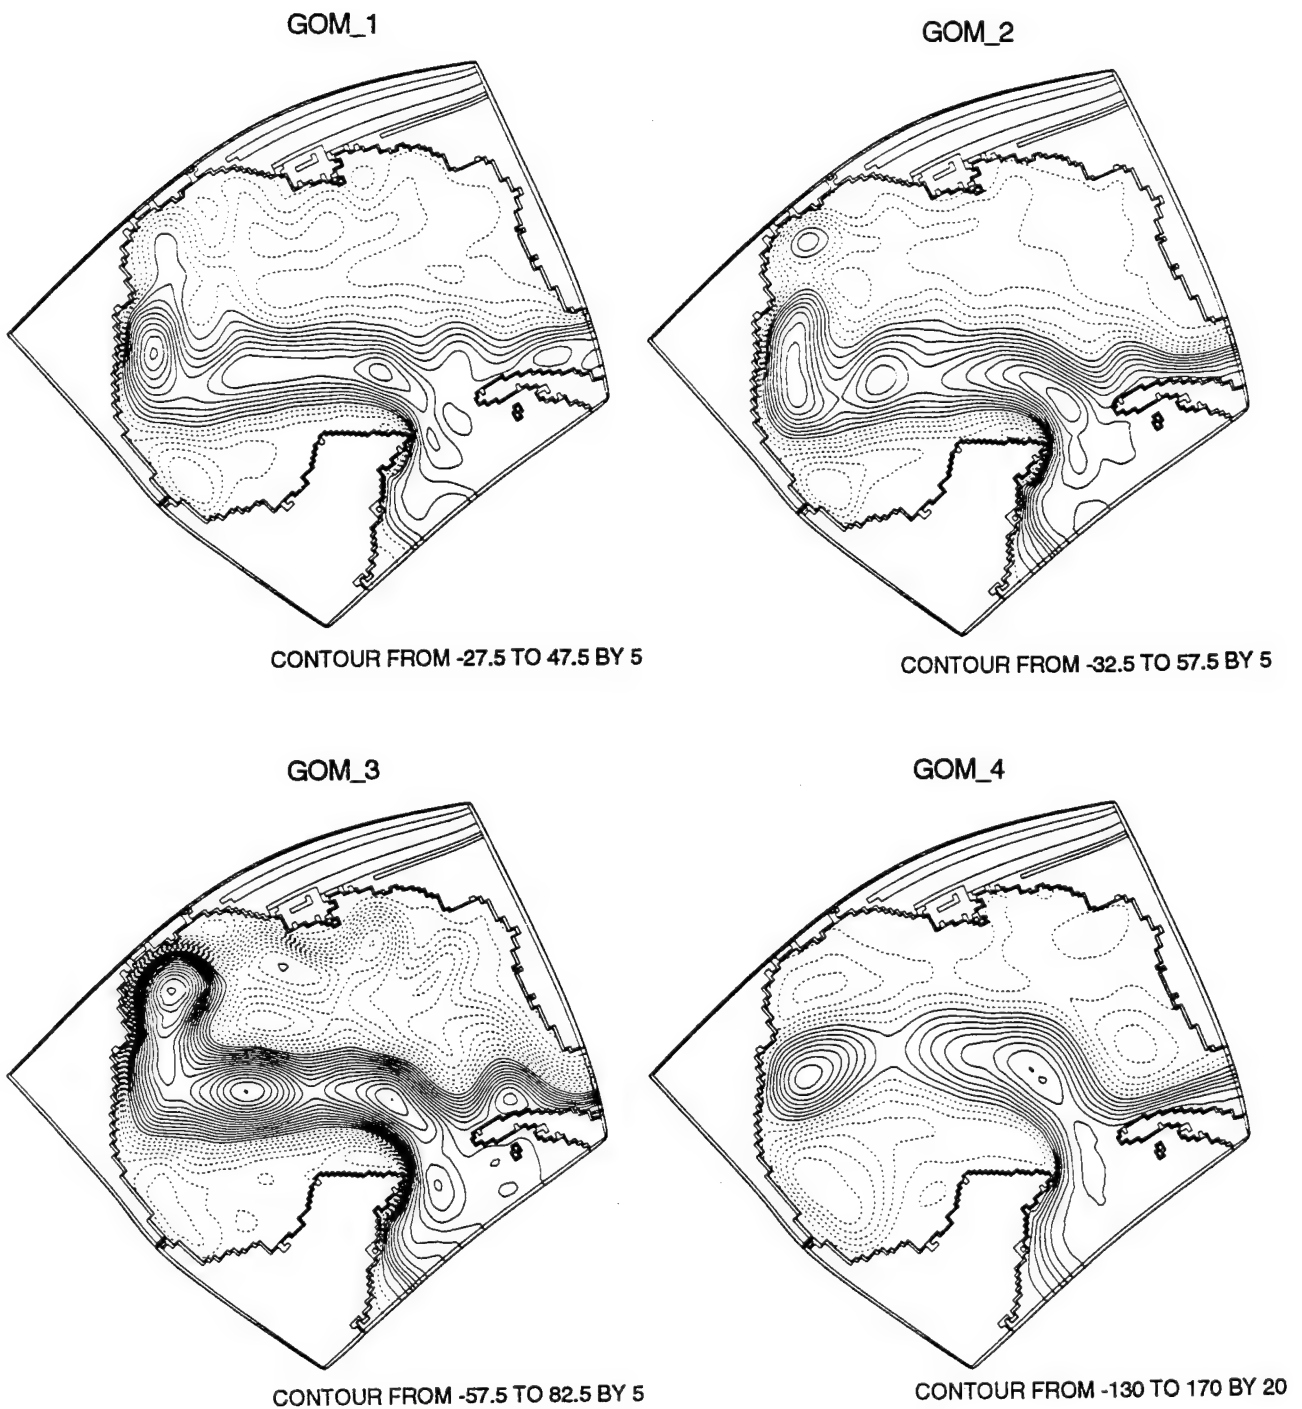 GOM_1
GOM_2
CONTOUR FROM -27.5 TO 47.5 BY 5
CONTOUR FROM -32.5 TO 57.5 BY 5
GOM_3
GOM_4
CONTOUR FROM -57.5 TO 82.5 BY 5
CONTOUR FROM -130 TO 170 BY 20